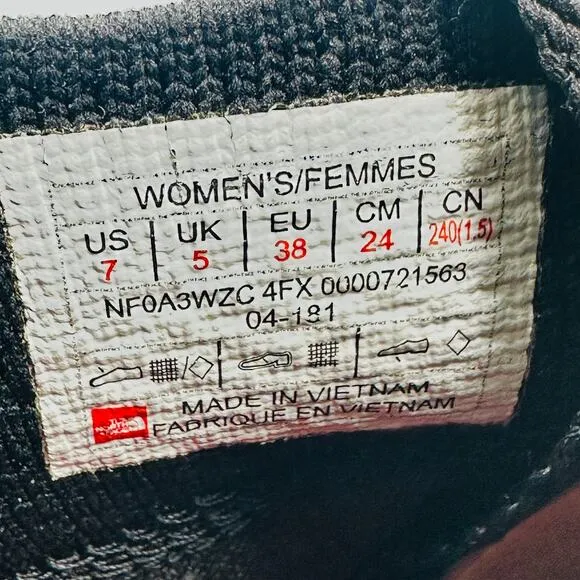 WOMEN'S/FEMMES
US | UK | EU | CM | CN
7 | 5 | 38 | 24 | 240(1.5)
NF0A3WZC 4FX 0000721563
04-181
MADE IN VIETNAM
FABRIQUE EN VIETNAM